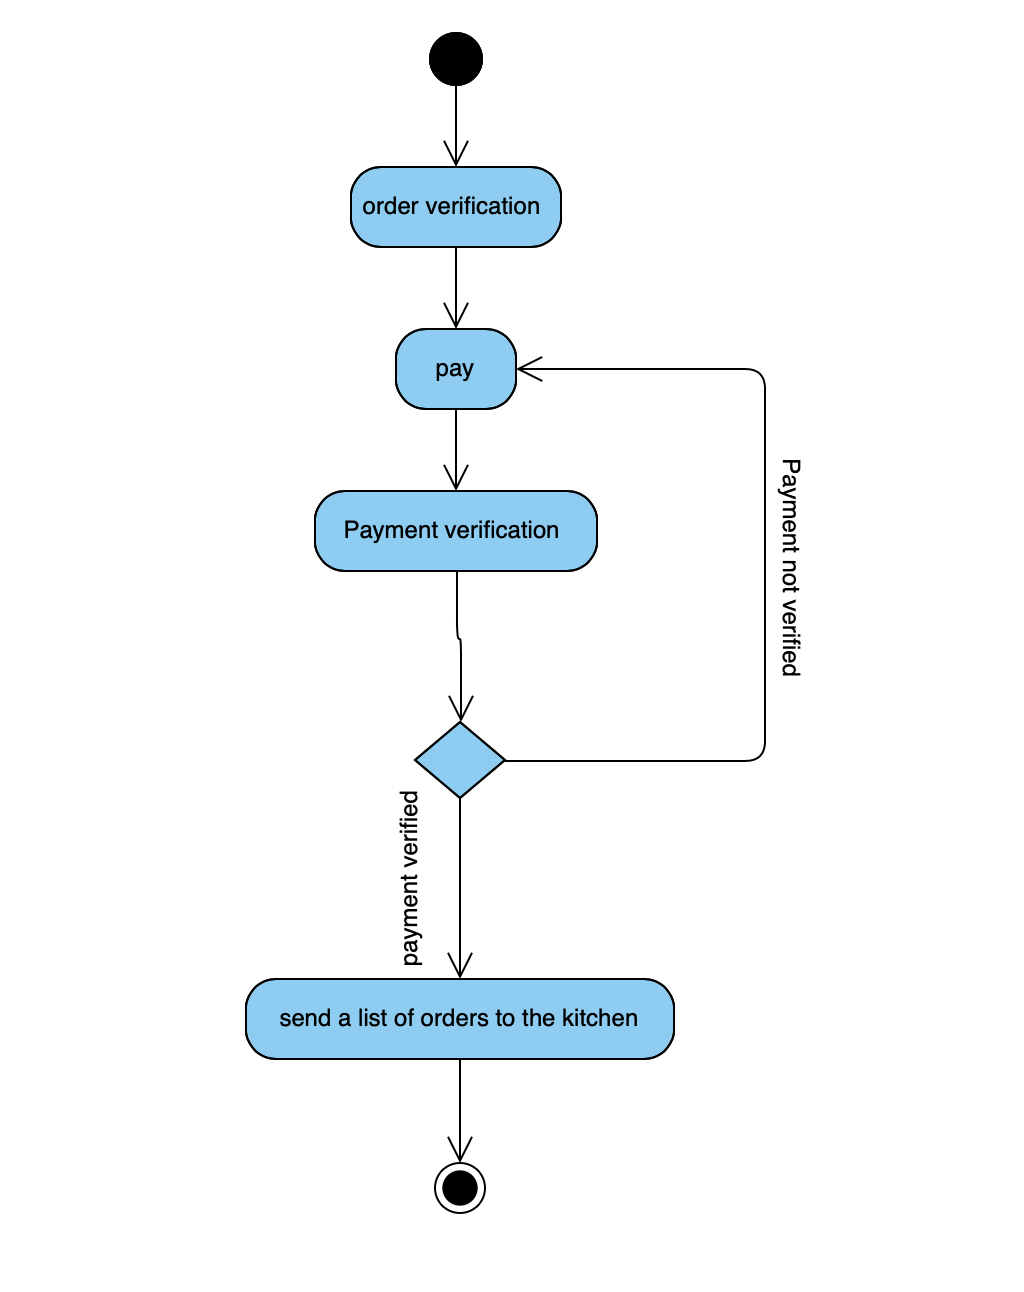 order verification
pay
Payment verification
Payment not verified
payment verified
send a list of orders to the kitchen